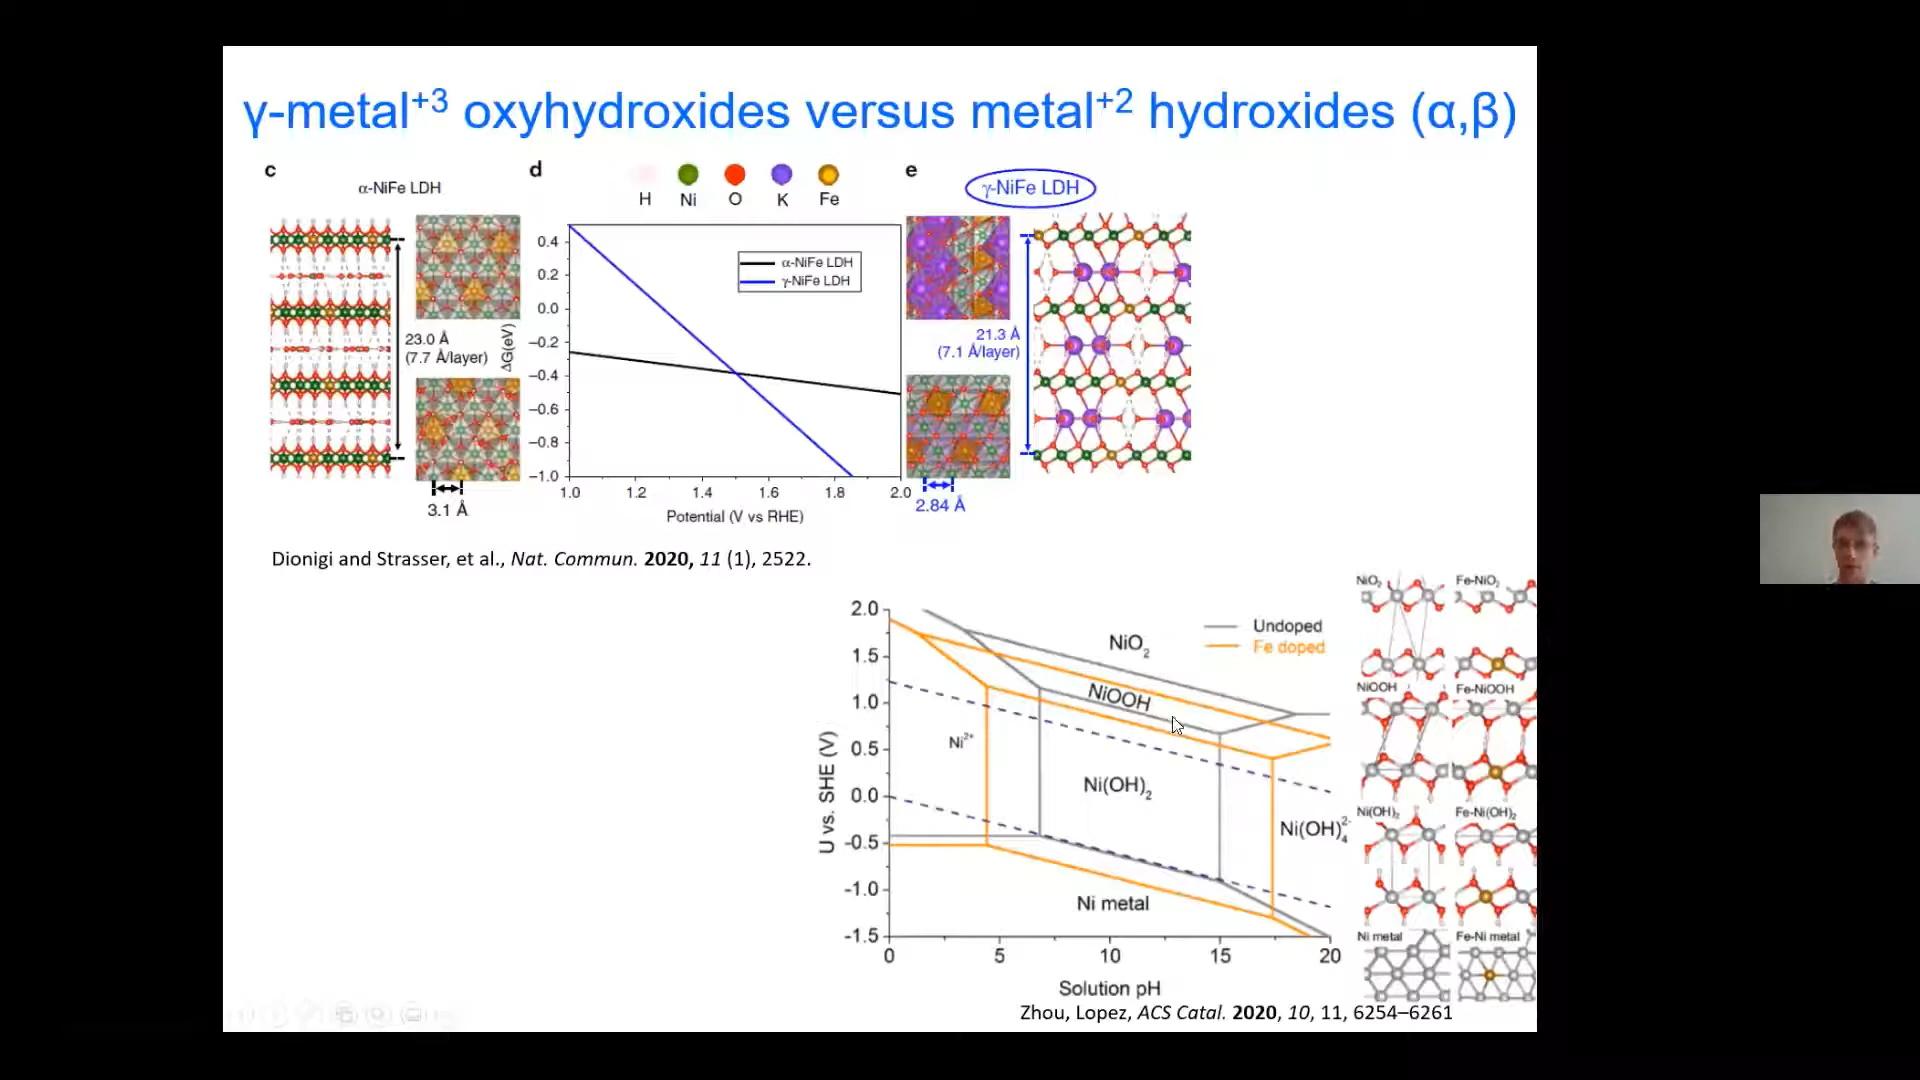 γ-metal+3 oxyhydroxides versus metal+2 hydroxides (α,β)
c
α-NiFe LDH
23.0 Å
(7.7 Å/layer)
3.1 Å
d
H Ni O K Fe
α-NiFe LDH
γ-NiFe LDH
ΔG(eV)
0.4
0.2
0.0
−0.2
−0.4
−0.6
−0.8
−1.0
1.0 1.2 1.4 1.6 1.8 2.0
Potential (V vs RHE)
e
γ-NiFe LDH
21.3 Å
(7.1 Å/layer)
2.84 Å
Dionigi and Strasser, et al., Nat. Commun. 2020, 11 (1), 2522.
U vs. SHE (V)
2.0
1.5
1.0
0.5
0.0
-0.5
-1.0
-1.5
Undoped
Fe doped
NiO2
NiOOH
Ni2+
Ni(OH)2
Ni(OH)42-
Ni metal
0 5 10 15 20
Solution pH
NiO2 Fe-NiO2
NiOOH Fe-NiOOH
Ni(OH)2 Fe-Ni(OH)2
Ni metal Fe-Ni metal
Zhou, Lopez, ACS Catal. 2020, 10, 11, 6254–6261